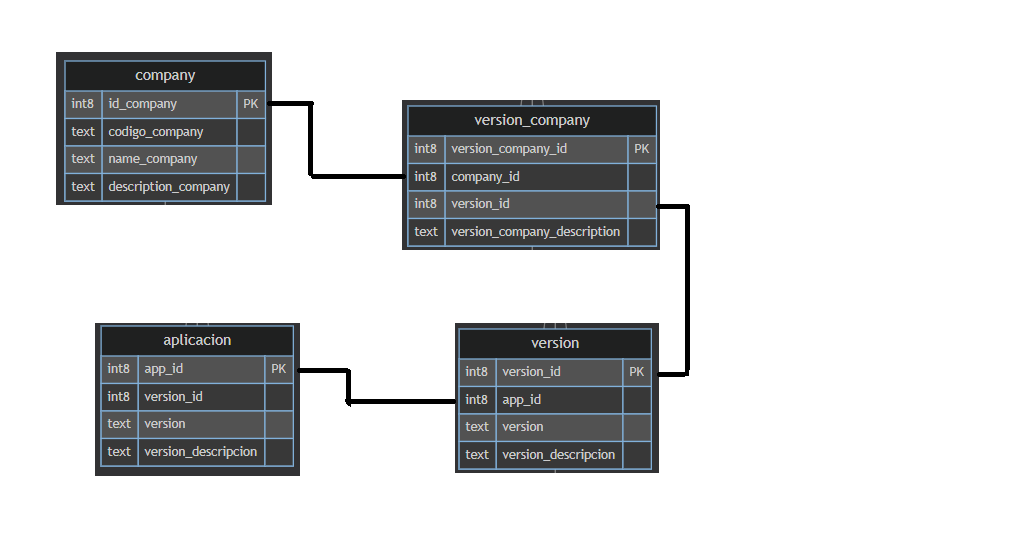 company
int8 id_company PK
text codigo_company
text name_company
text description_company
version_company
int8 version_company_id PK
int8 company_id
int8 version_id
text version_company_description
aplicacion
int8 app_id PK
int8 version_id
text version
text version_descripcion
version
int8 version_id PK
int8 app_id
text version
text version_descripcion